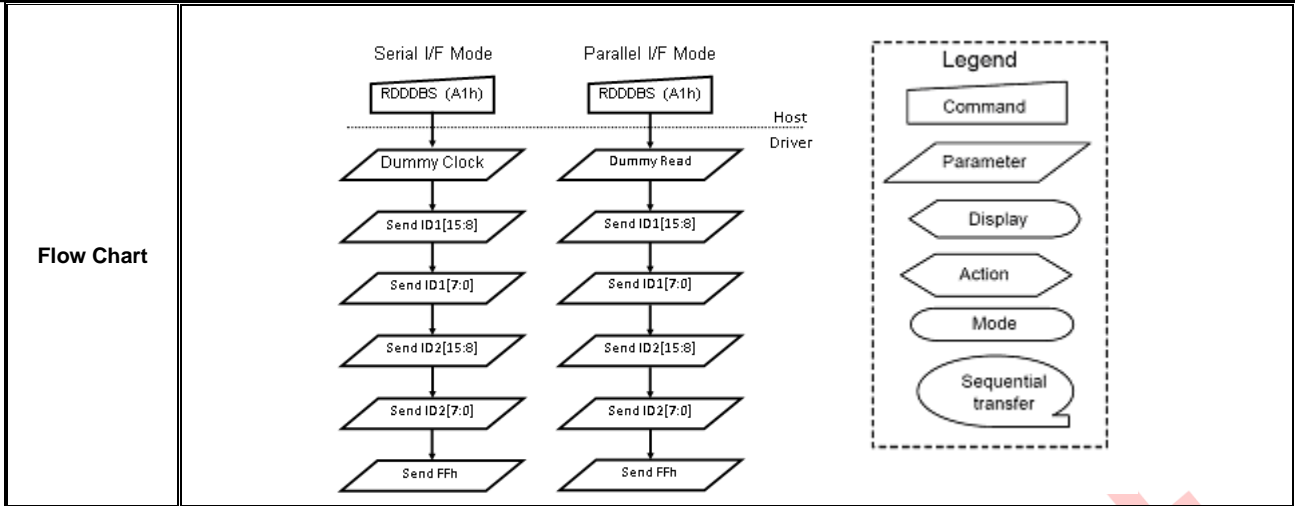 Flow Chart
Serial I/F Mode
RDDDBS (A1h)
Dummy Clock
Send ID1[15:8]
Send ID1[7:0]
Send ID2[15:8]
Send ID2[7:0]
Send FFh
Parallel I/F Mode
RDDDBS (A1h)
Dummy Read
Send ID1[15:8]
Send ID1[7:0]
Send ID2[15:8]
Send ID2[7:0]
Send FFh
Host
Driver
Legend
Command
Parameter
Display
Action
Mode
Sequential
transfer